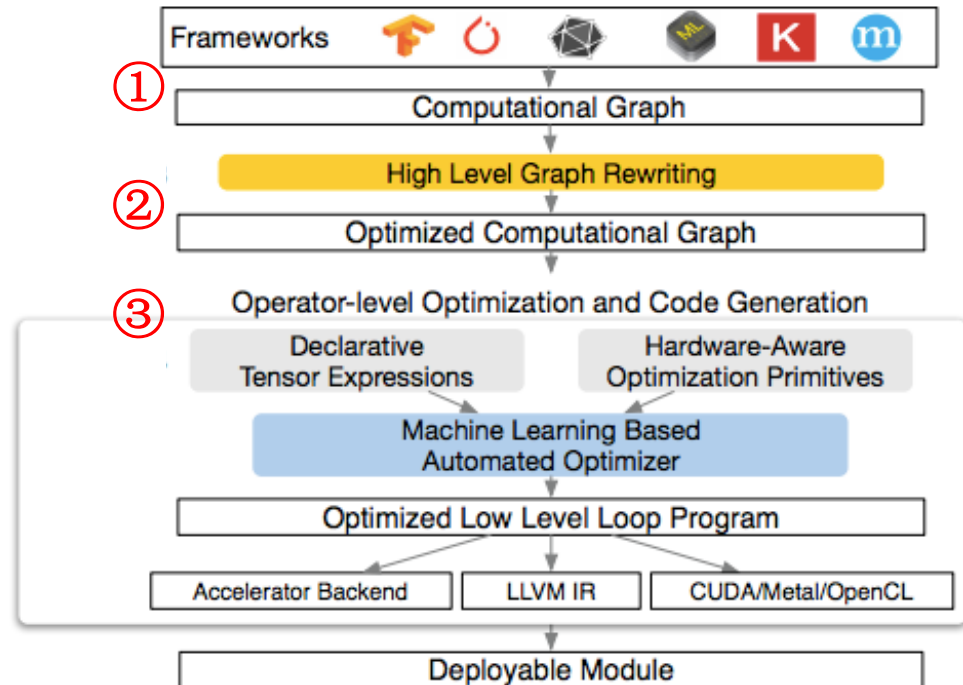 Frameworks ML K m
①
Computational Graph
High Level Graph Rewriting
②
Optimized Computational Graph
③
Operator-level Optimization and Code Generation
Declarative
Tensor Expressions
Hardware-Aware
Optimization Primitives
Machine Learning Based
Automated Optimizer
Optimized Low Level Loop Program
Accelerator Backend
LLVM IR
CUDA/Metal/OpenCL
Deployable Module